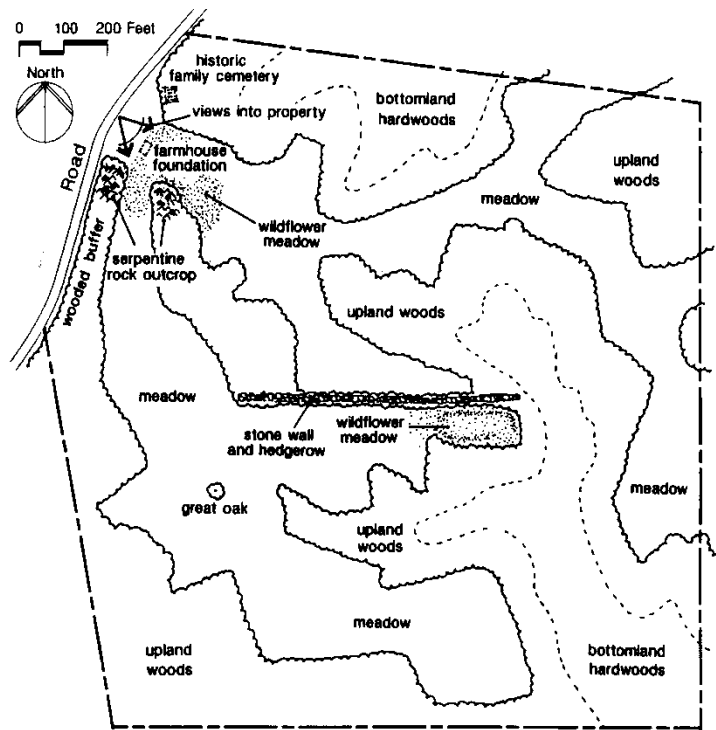 0 100 200 Feet
North
Road
historic
family cemetery
views into property
farmhouse
foundation
wildflower
meadow
serpentine
rock outcrop
wooded buffer
bottomland
hardwoods
upland
woods
meadow
upland woods
meadow
stone wall
and hedgerow
wildflower
meadow
great oak
upland
woods
meadow
meadow
upland
woods
bottomland
hardwoods